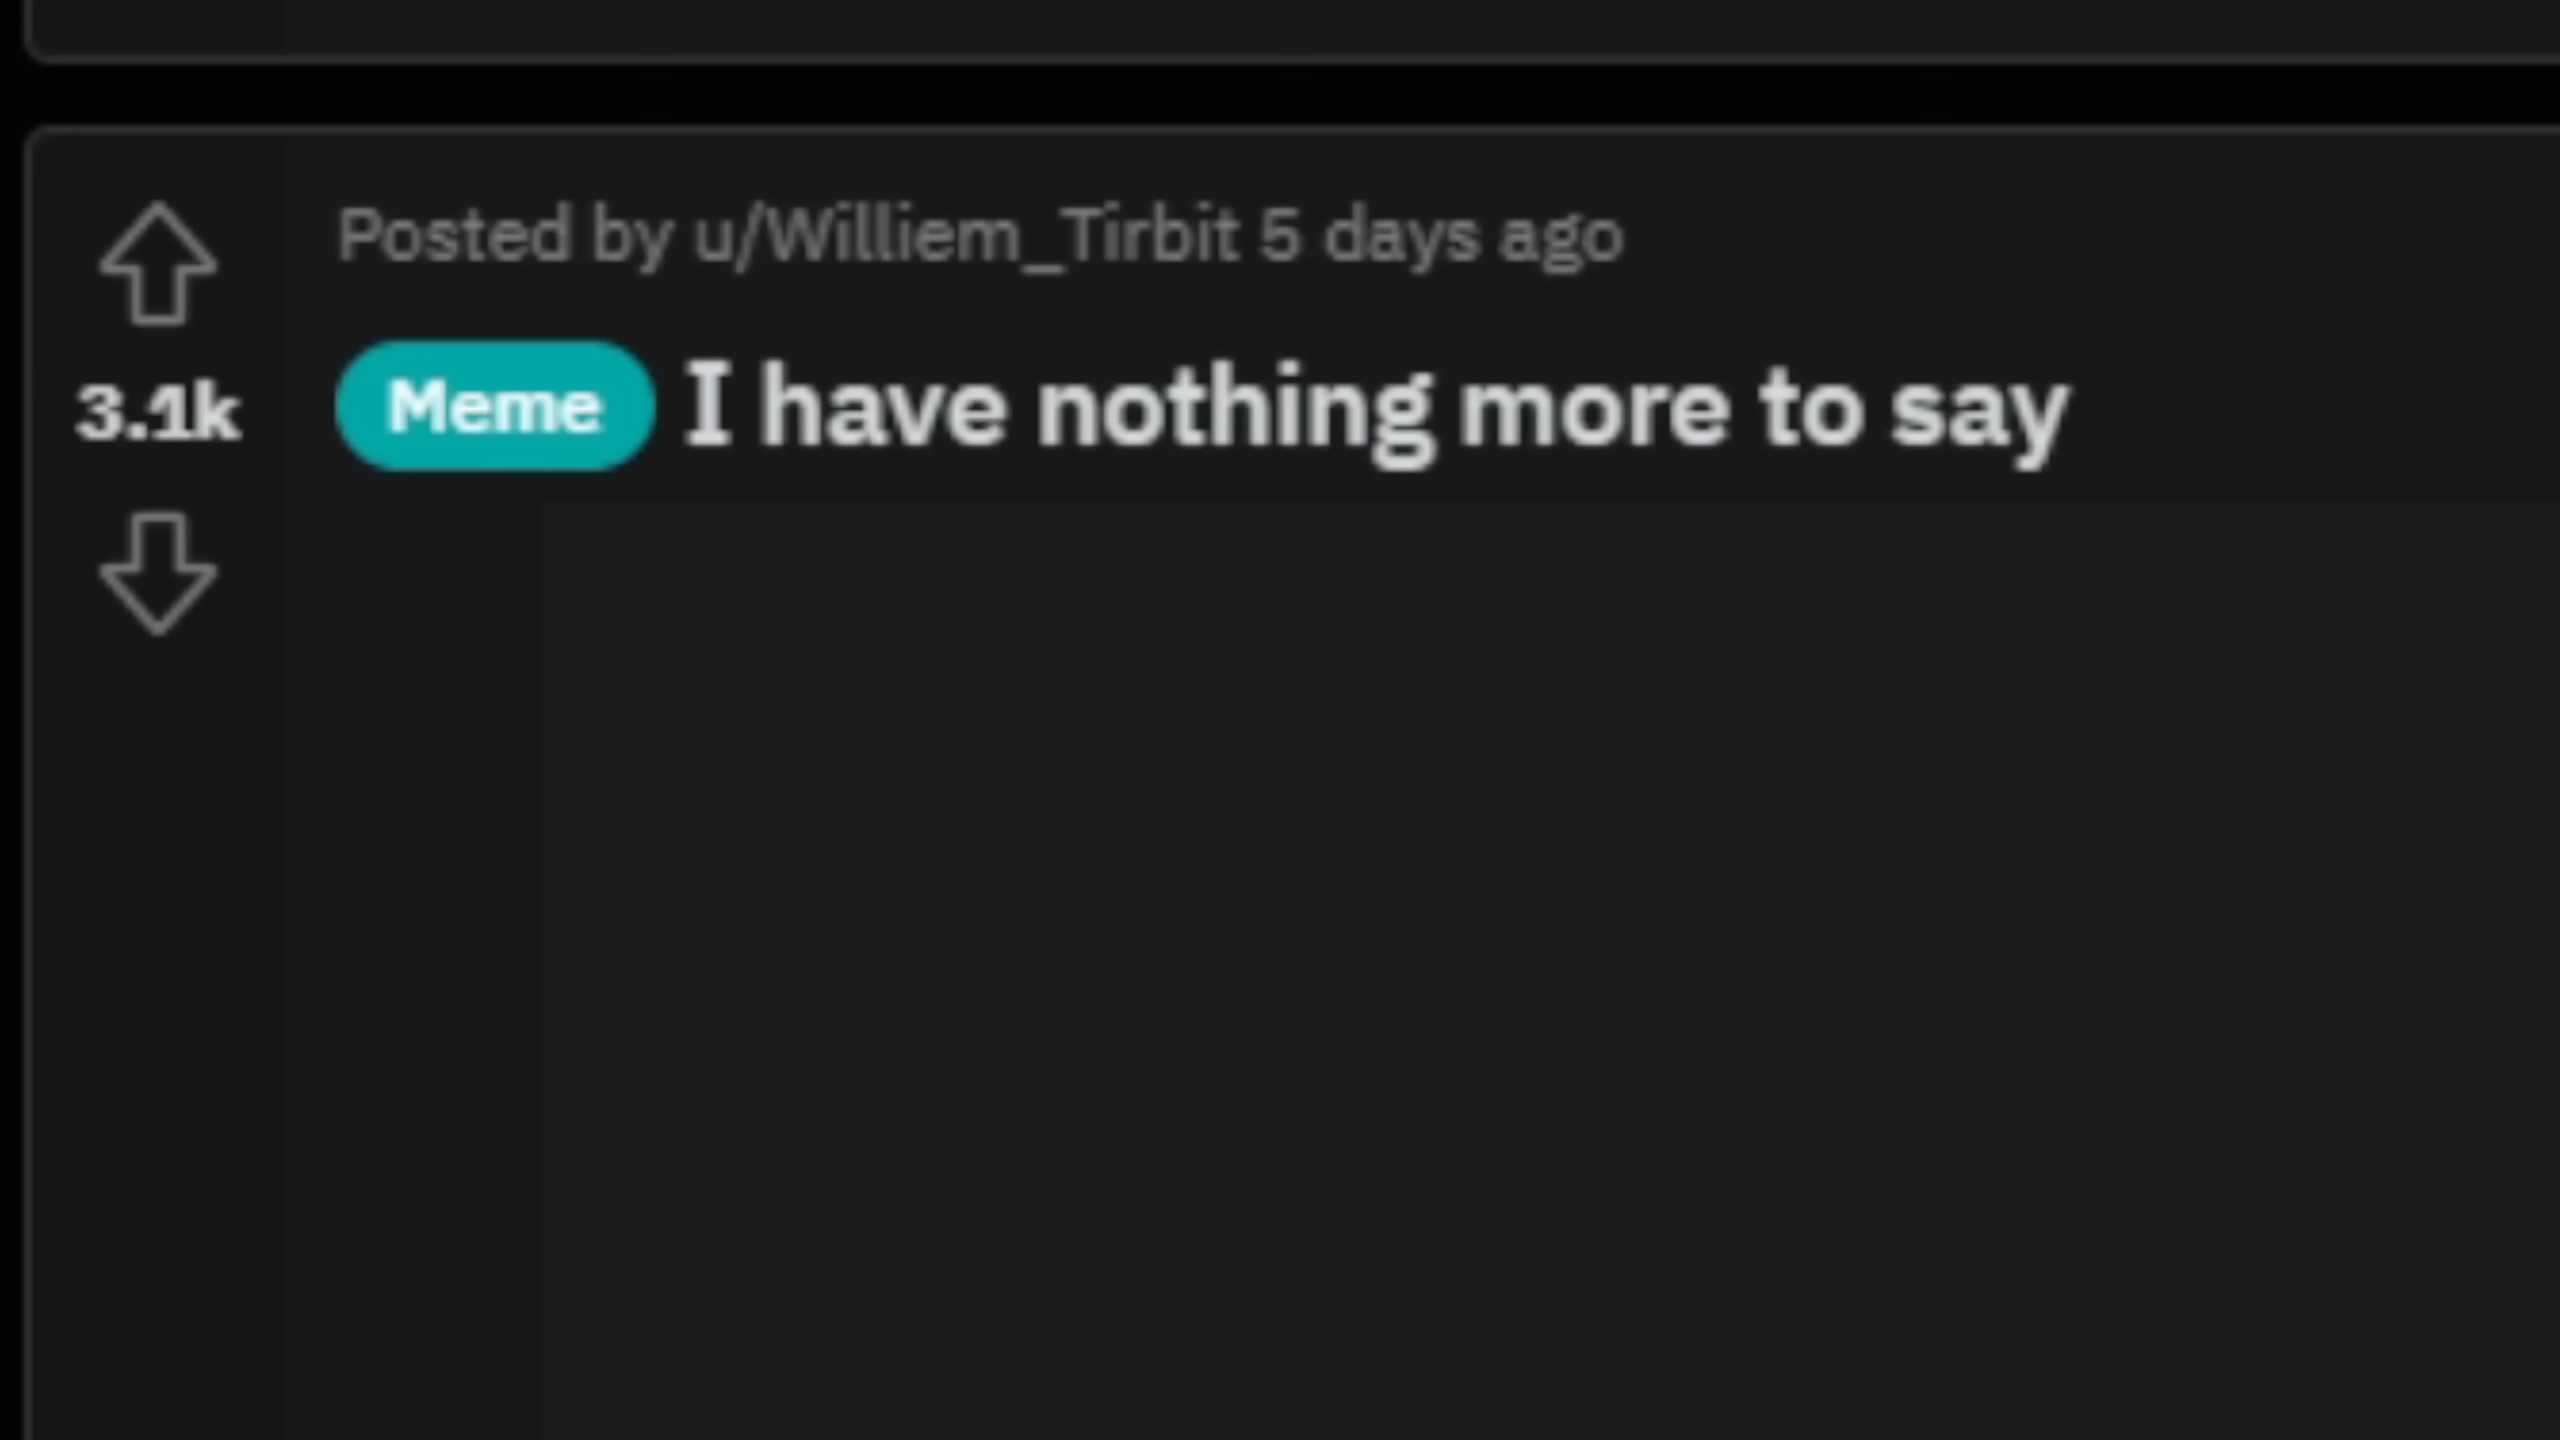 Posted by u/Williem_Tirbit 5 days ago
3.1k
Meme I have nothing more to say